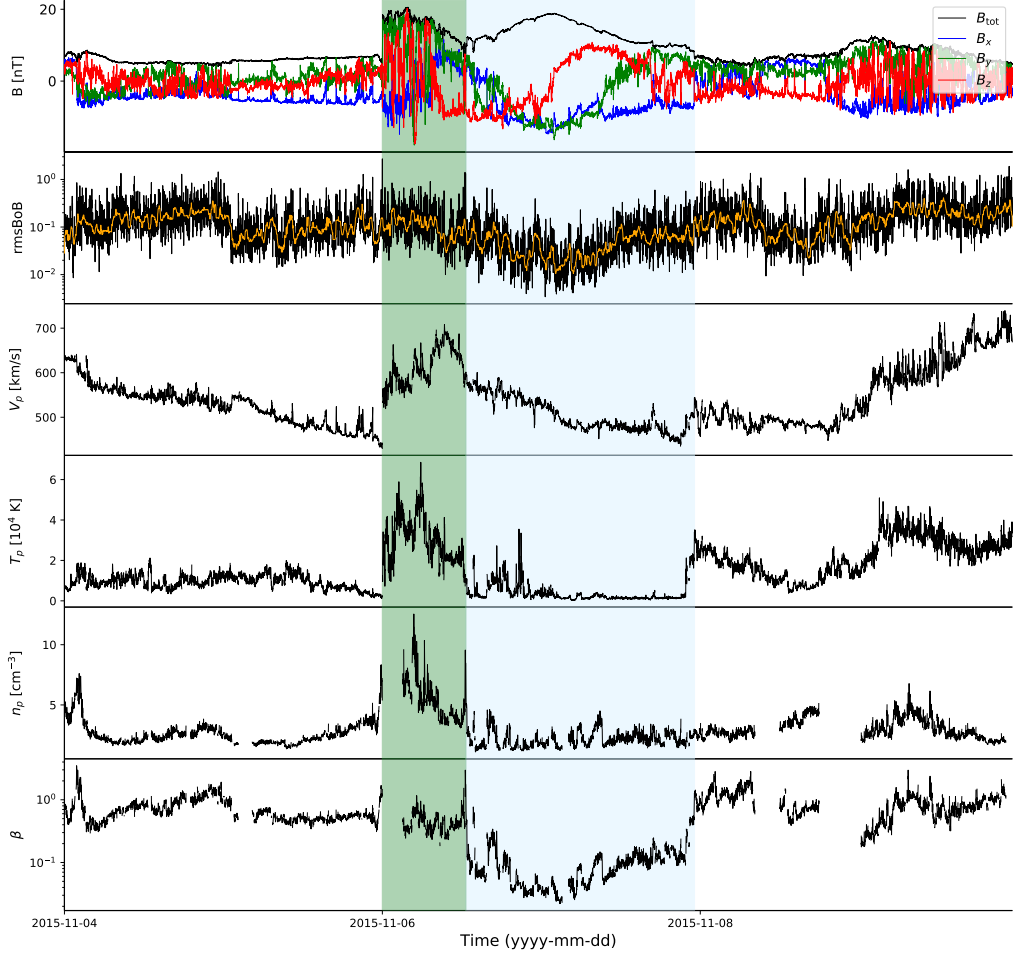 20
0
B [nT]
B_tot
B_x
B_y
B_z
10^0
10^−1
10^−2
rmsBoB
700
600
500
V_p [km/s]
6
4
2
0
T_p [10^4 K]
10
5
n_p [cm^−3]
10^0
10^−1
β
2015-11-04 2015-11-06 2015-11-08
Time (yyyy-mm-dd)